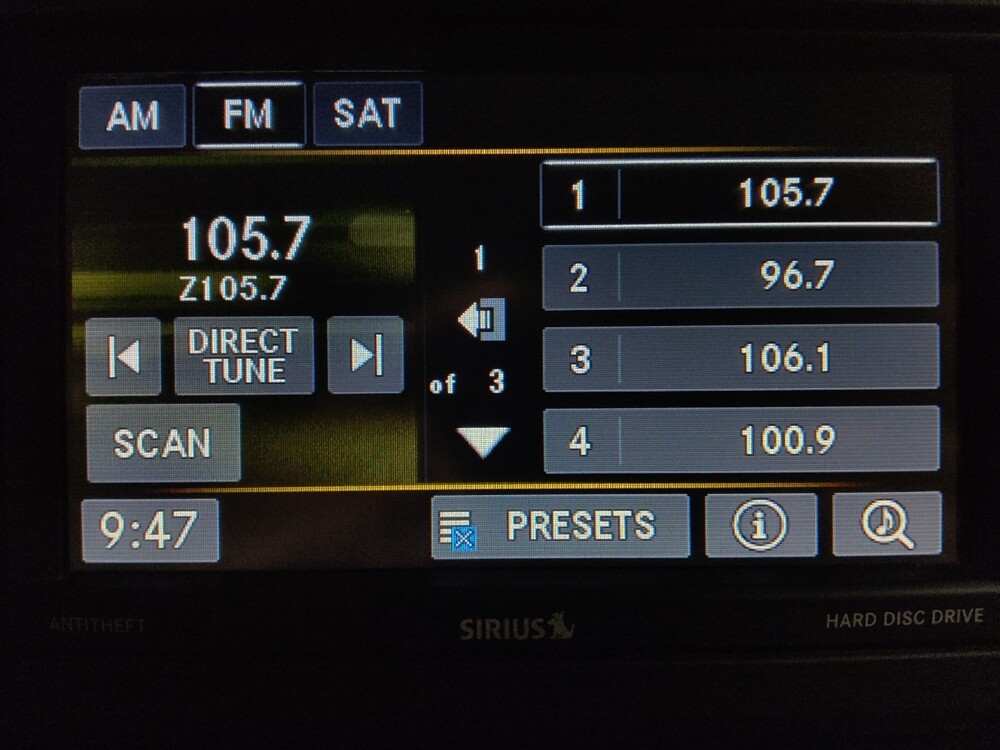 AM FM SAT
105.7
Z105.7
DIRECT
TUNE
SCAN
1
of 3
1 105.7
2 96.7
3 106.1
4 100.9
9:47 PRESETS i
ANTITHEFT SIRIUS HARD DISC DRIVE